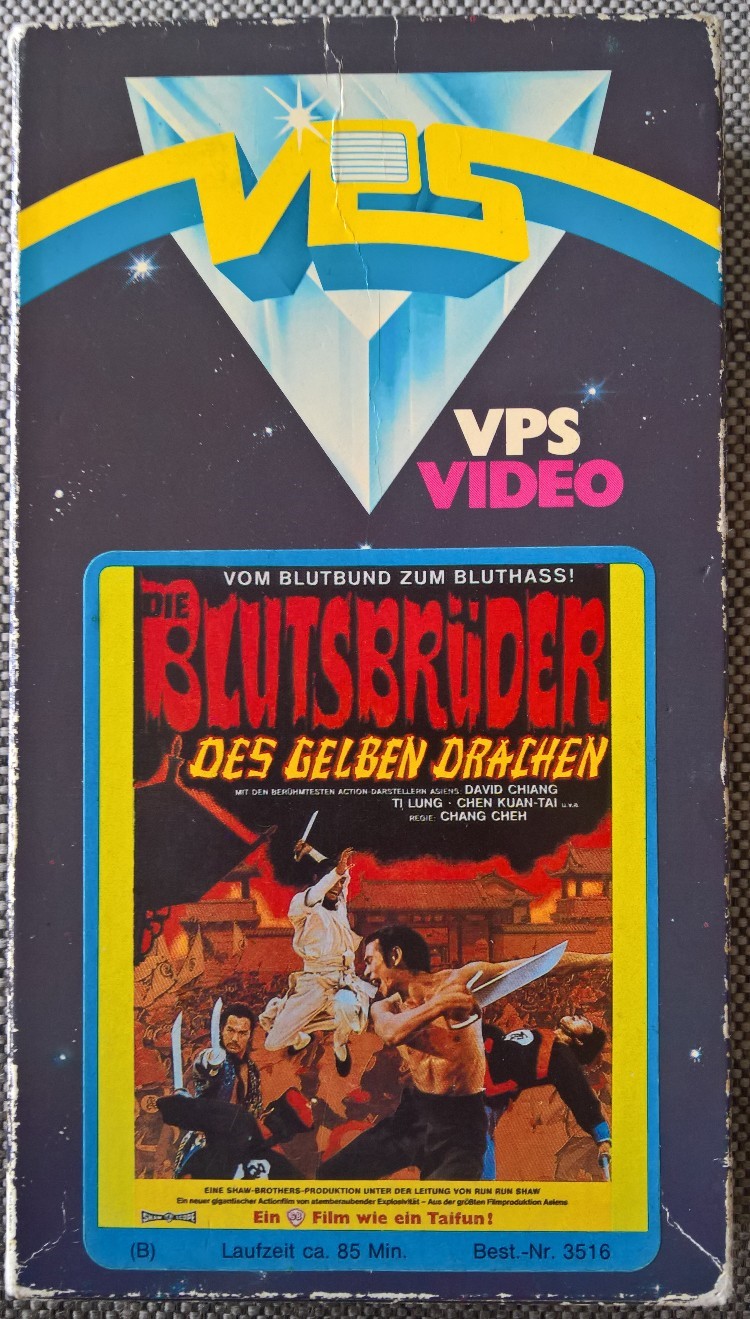 VPS
VPS
VIDEO
VOM BLUTBUND ZUM BLUTHASS!
DIE
BLUTSBRÜDER
DES GELBEN DRACHEN
MIT DEN BERÜHMTESTEN ACTION-DARSTELLERN ASIENS: DAVID CHIANG
TI LUNG · CHEN KUAN-TAI u.v.a.
REGIE: CHANG CHEH
EINE SHAW-BROTHERS-PRODUKTION UNTER DER LEITUNG VON RUN RUN SHAW
Ein neuer gigantischer Actionfilm von atemberaubender Explosivität – Aus der größten Filmproduktion Asiens
SHAW SCOPE
Ein SB Film wie ein Taifun!
(B) Laufzeit ca. 85 Min. Best.-Nr. 3516